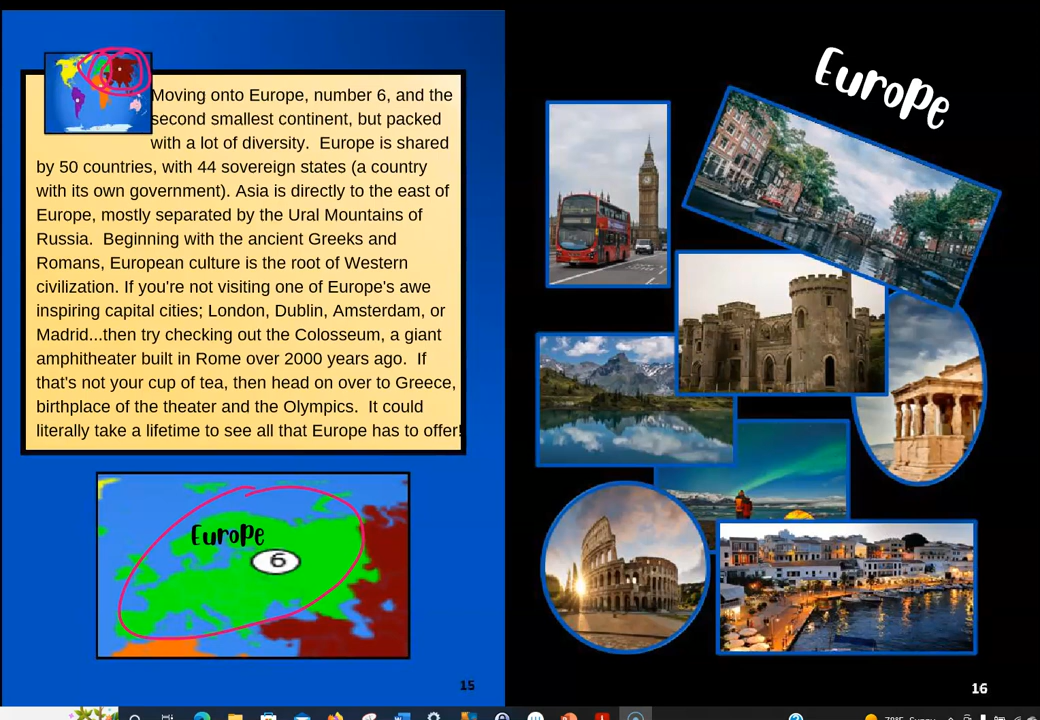 Moving onto Europe, number 6, and the
second smallest continent, but packed
with a lot of diversity.  Europe is shared
by 50 countries, with 44 sovereign states (a country
with its own government). Asia is directly to the east of
Europe, mostly separated by the Ural Mountains of
Russia.  Beginning with the ancient Greeks and
Romans, European culture is the root of Western
civilization. If you're not visiting one of Europe's awe
inspiring capital cities; London, Dublin, Amsterdam, or
Madrid...then try checking out the Colosseum, a giant
amphitheater built in Rome over 2000 years ago.  If
that's not your cup of tea, then head on over to Greece,
birthplace of the theater and the Olympics.  It could
literally take a lifetime to see all that Europe has to offer!
Europe
6
15
Europe
16